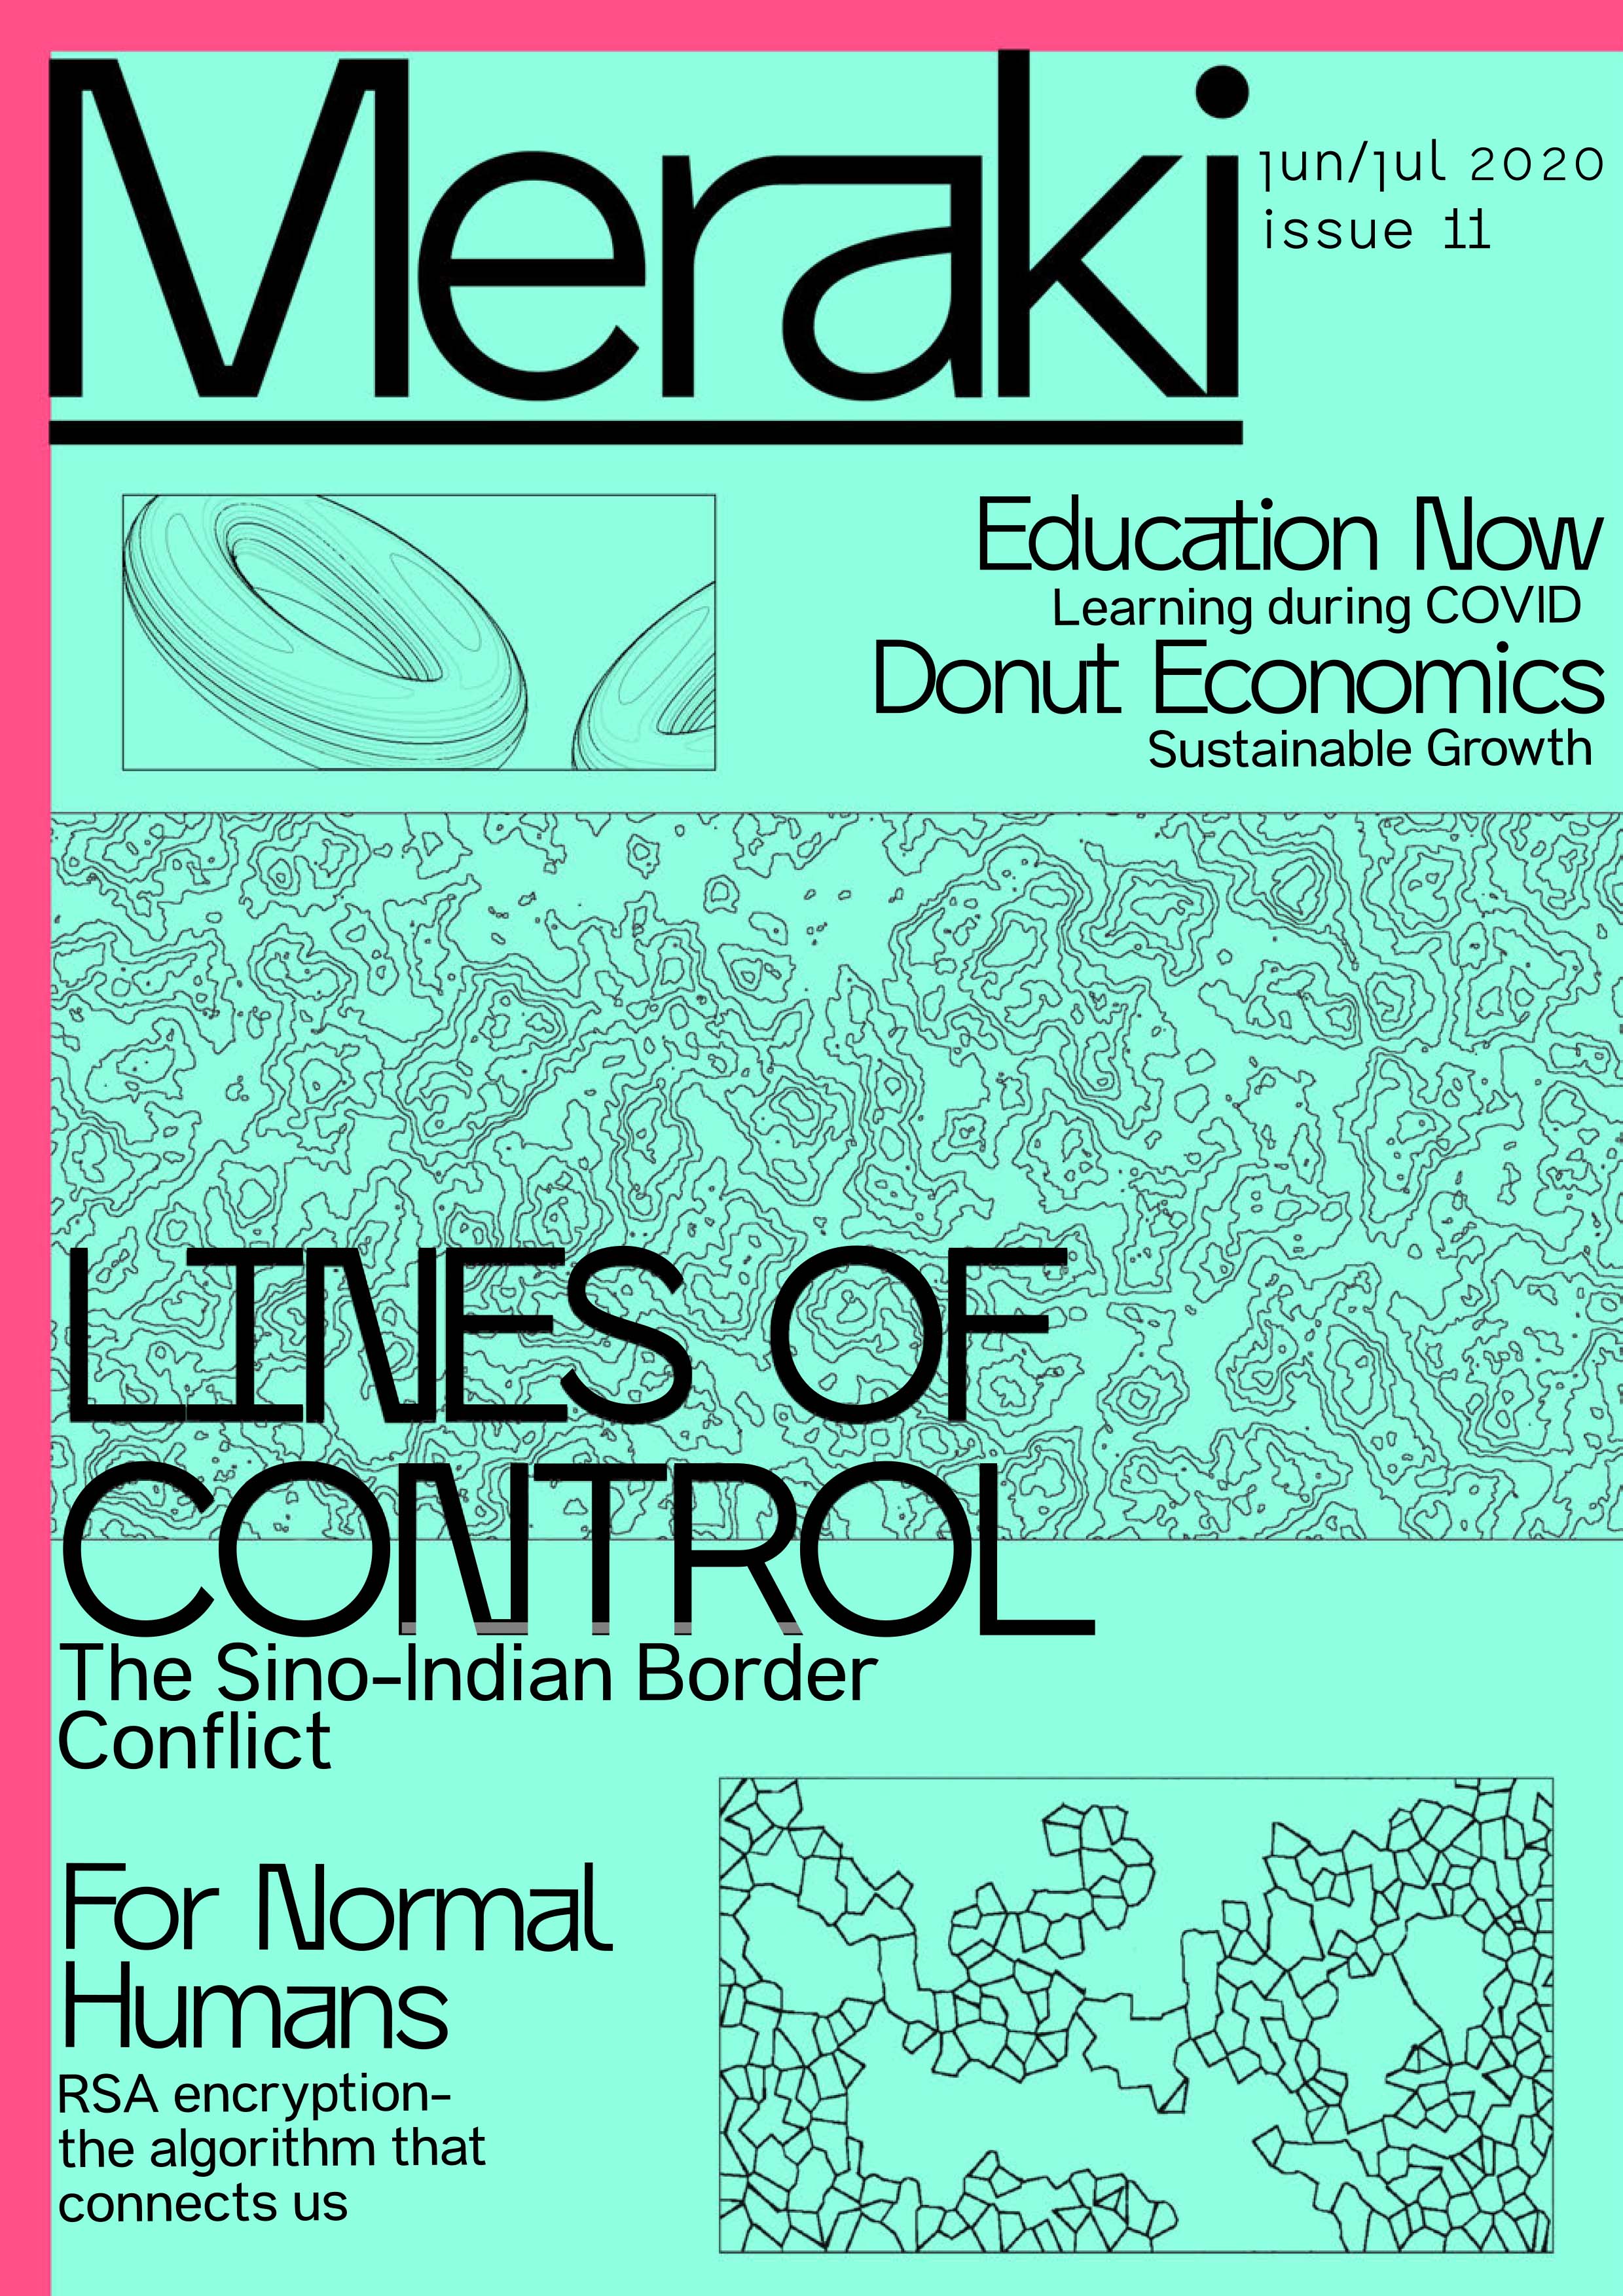 Meraki
jun/jul 2020
issue 11
Education Now
Learning during COVID
Donut Economics
Sustainable Growth
LINES OF
CONTROL
The Sino-Indian Border
Conflict
For Normal
Humans
RSA encryption-
the algorithm that
connects us